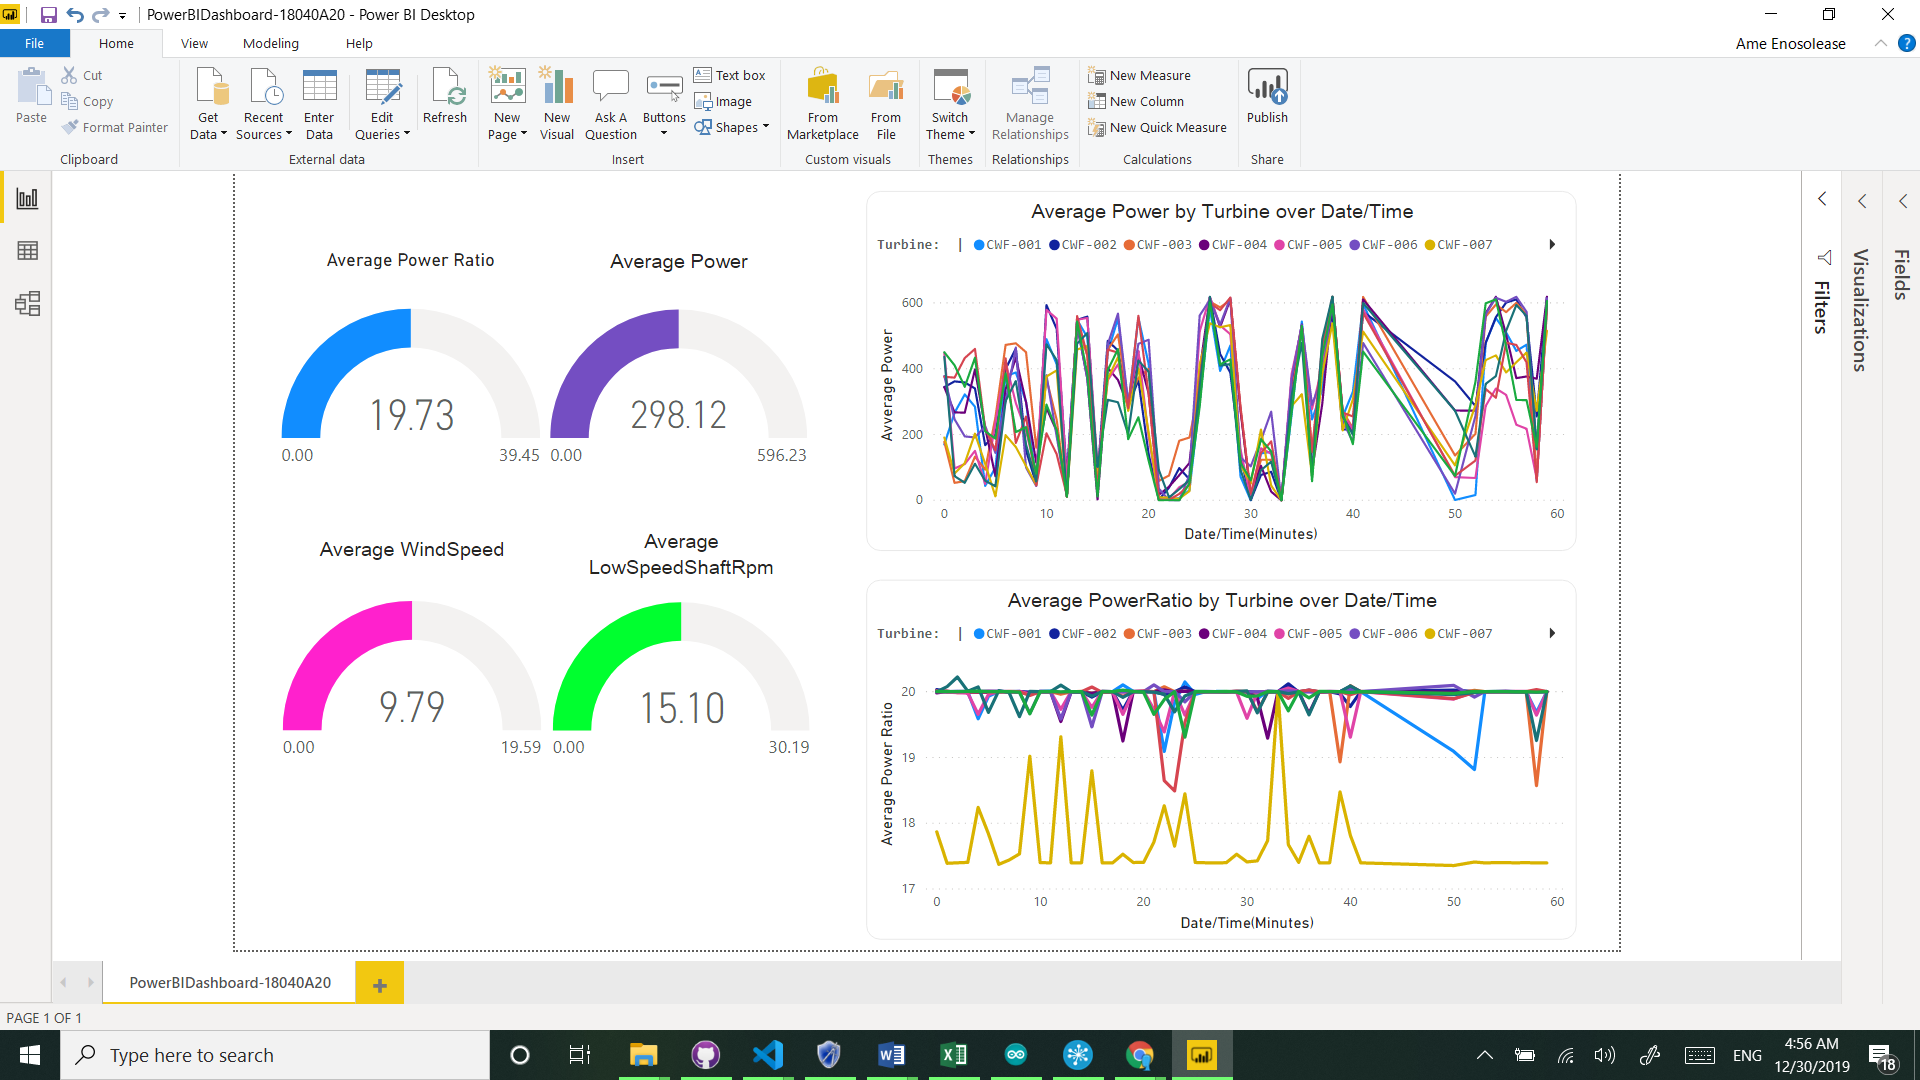 PowerBIDashboard-18040A20 - Power BI Desktop
File Home View Modeling Help
Ame Enosolease
?
Paste
Cut
Copy
Format Painter
Clipboard
Get Data
Recent Sources
Enter Data
Edit Queries
Refresh
External data
New Page
New Visual
Ask A Question
Buttons
Text box
Image
Shapes
Insert
From Marketplace
From File
Custom visuals
Switch Theme
Themes
Manage Relationships
Relationships
New Measure
New Column
New Quick Measure
Calculations
Publish
Share
Average Power Ratio
19.73
0.00
39.45
Average Power
298.12
0.00
596.23
Average WindSpeed
9.79
0.00
19.59
Average
LowSpeedShaftRpm
15.10
0.00
30.19
Average Power by Turbine over Date/Time
Turbine: | CWF-001 CWF-002 CWF-003 CWF-004 CWF-005 CWF-006 CWF-007
Avverage Power
600
400
200
0
0 10 20 30 40 50 60
Date/Time(Minutes)
Average PowerRatio by Turbine over Date/Time
Turbine: | CWF-001 CWF-002 CWF-003 CWF-004 CWF-005 CWF-006 CWF-007
Average Power Ratio
20
19
18
17
0 10 20 30 40 50 60
Date/Time(Minutes)
Filters
Visualizations
Fields
PowerBIDashboard-18040A20
PAGE 1 OF 1
Type here to search
ENG
4:56 AM
12/30/2019
18